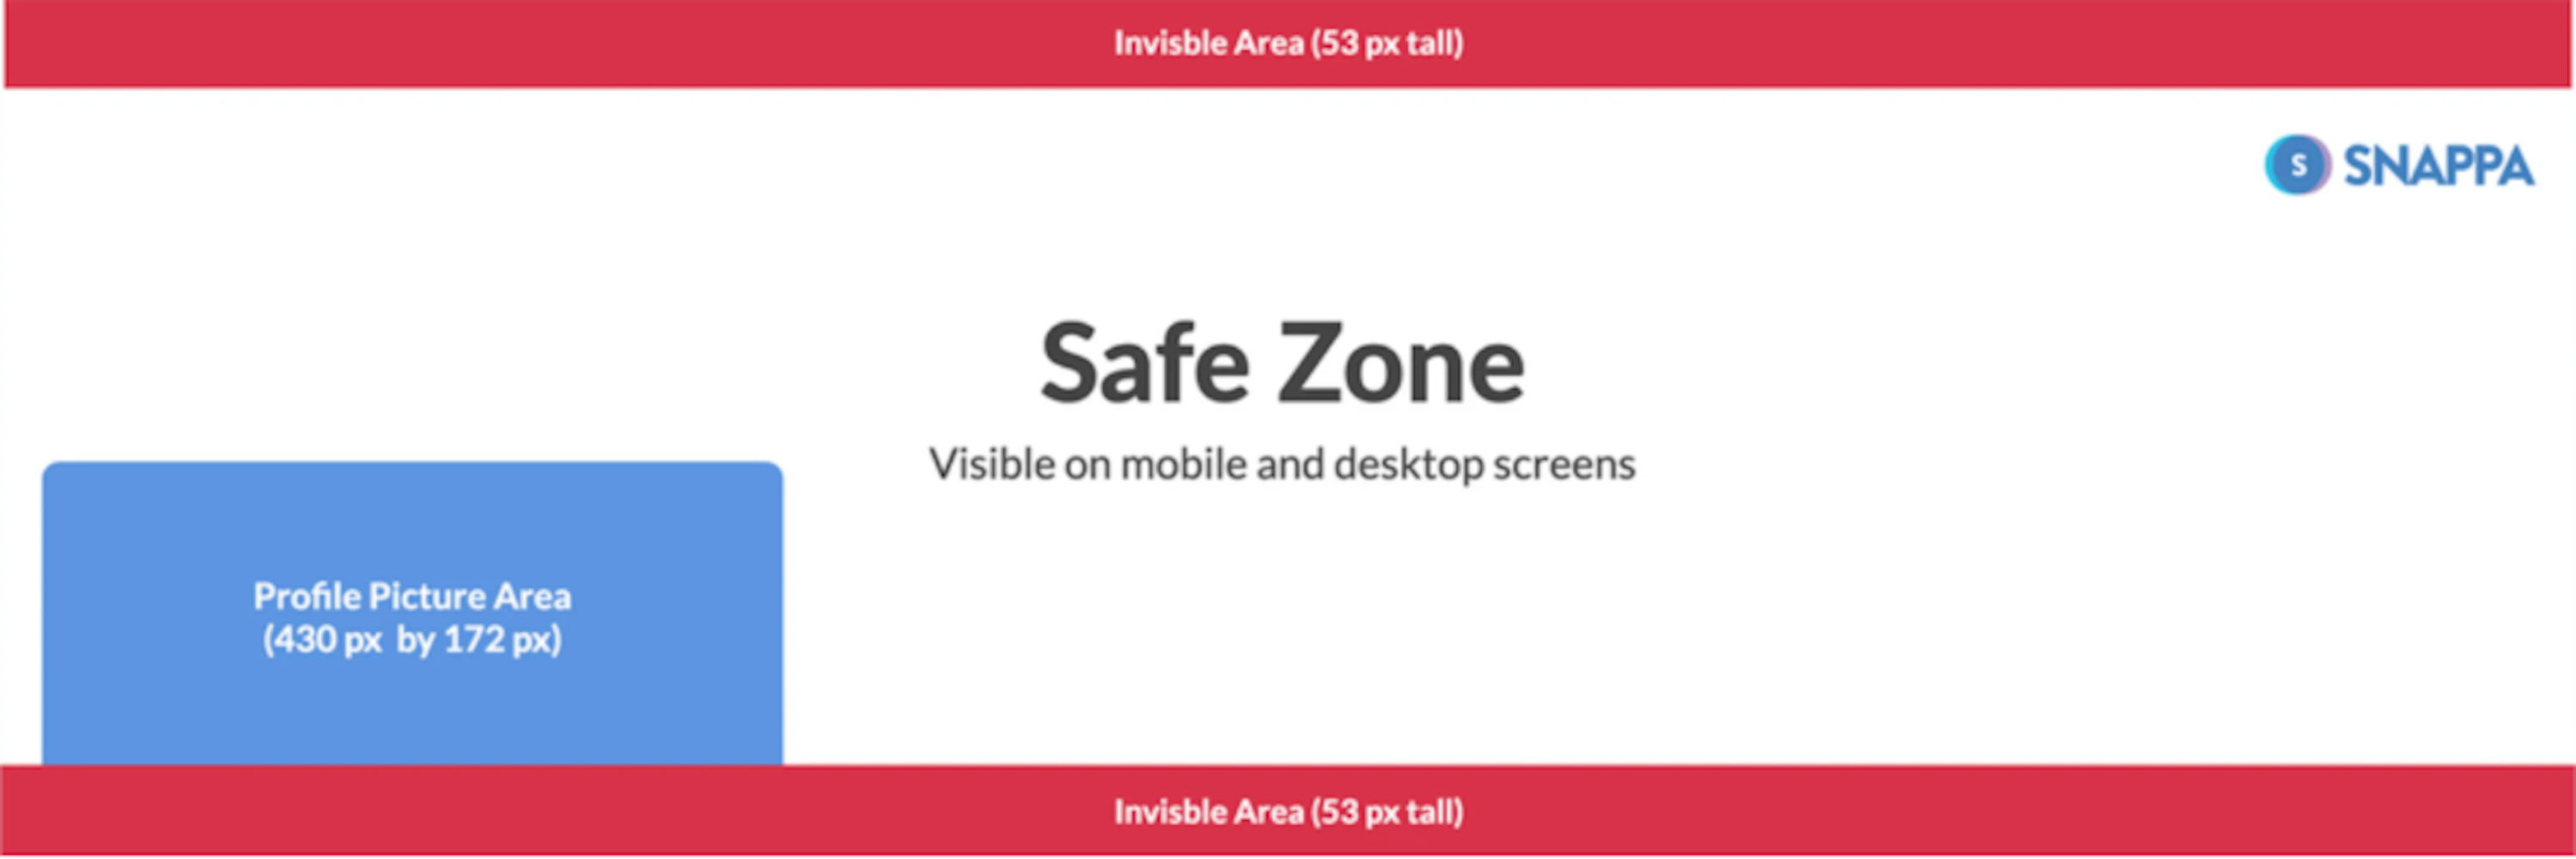 Invisble Area (53 px tall)
S SNAPPA
Safe Zone
Visible on mobile and desktop screens
Profile Picture Area
(430 px by 172 px)
Invisble Area (53 px tall)